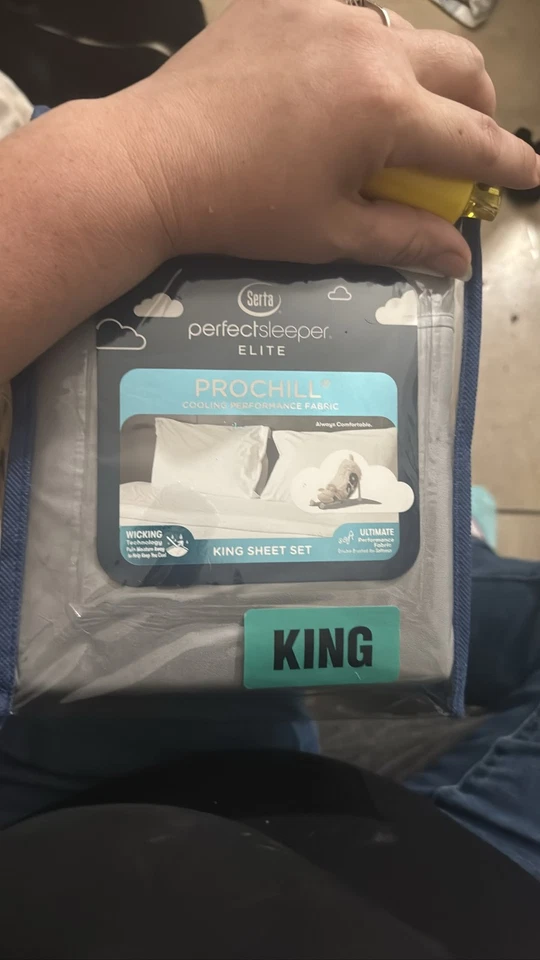 Serta
perfectsleeper
ELITE
PROCHILL
COOLING PERFORMANCE FABRIC
Always Comfortable.
WICKING
Technology
ULTIMATE
Performance
Fabric
KING SHEET SET
KING